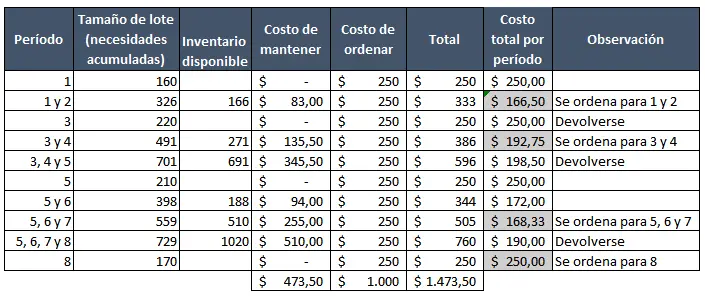 Período Tamaño de lote (necesidades acumuladas) Inventario disponible Costo de mantener Costo de ordenar Total Costo total por período Observación
1 160 $ - $ 250 $ 250 $ 250,00
1 y 2 326 166 $ 83,00 $ 250 $ 333 $ 166,50 Se ordena para 1 y 2
3 220 $ - $ 250 $ 250 $ 250,00 Devolverse
3 y 4 491 271 $ 135,50 $ 250 $ 386 $ 192,75 Se ordena para 3 y 4
3, 4 y 5 701 691 $ 345,50 $ 250 $ 596 $ 198,50 Devolverse
5 210 $ - $ 250 $ 250 $ 250,00
5 y 6 398 188 $ 94,00 $ 250 $ 344 $ 172,00
5, 6 y 7 559 510 $ 255,00 $ 250 $ 505 $ 168,33 Se ordena para 5, 6 y 7
5, 6, 7 y 8 729 1020 $ 510,00 $ 250 $ 760 $ 190,00 Devolverse
8 170 $ - $ 250 $ 250 $ 250,00 Se ordena para 8
$ 473,50 $ 1.000 $ 1.473,50